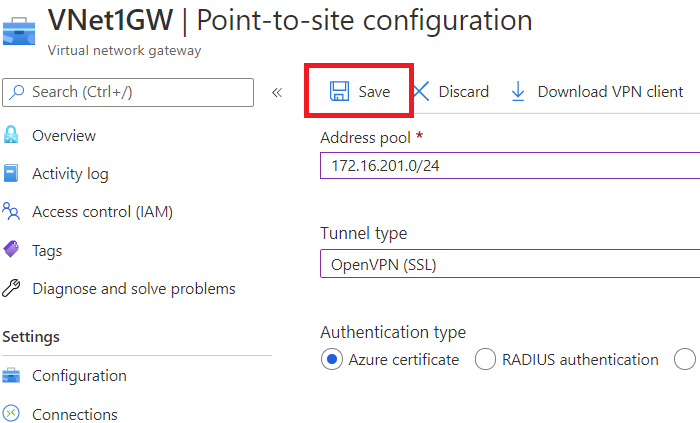 VNet1GW | Point-to-site configuration
Virtual network gateway
Search (Ctrl+/)
«
Save
Discard
Download VPN client
Overview
Activity log
Access control (IAM)
Tags
Diagnose and solve problems
Settings
Configuration
Connections
Address pool *
172.16.201.0/24
Tunnel type
OpenVPN (SSL)
Authentication type
Azure certificate
RADIUS authentication